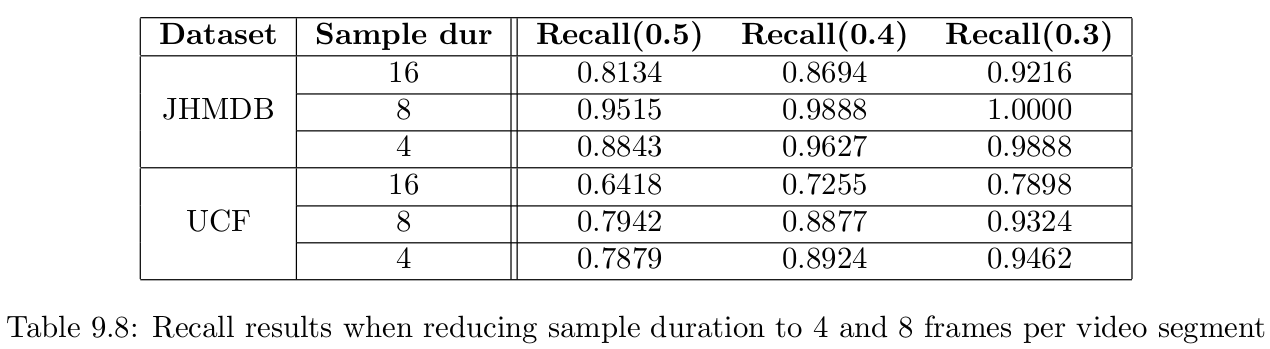 Dataset Sample dur Recall(0.5) Recall(0.4) Recall(0.3)
JHMDB 16 0.8134 0.8694 0.9216
8 0.9515 0.9888 1.0000
4 0.8843 0.9627 0.9888
UCF 16 0.6418 0.7255 0.7898
8 0.7942 0.8877 0.9324
4 0.7879 0.8924 0.9462
Table 9.8: Recall results when reducing sample duration to 4 and 8 frames per video segment